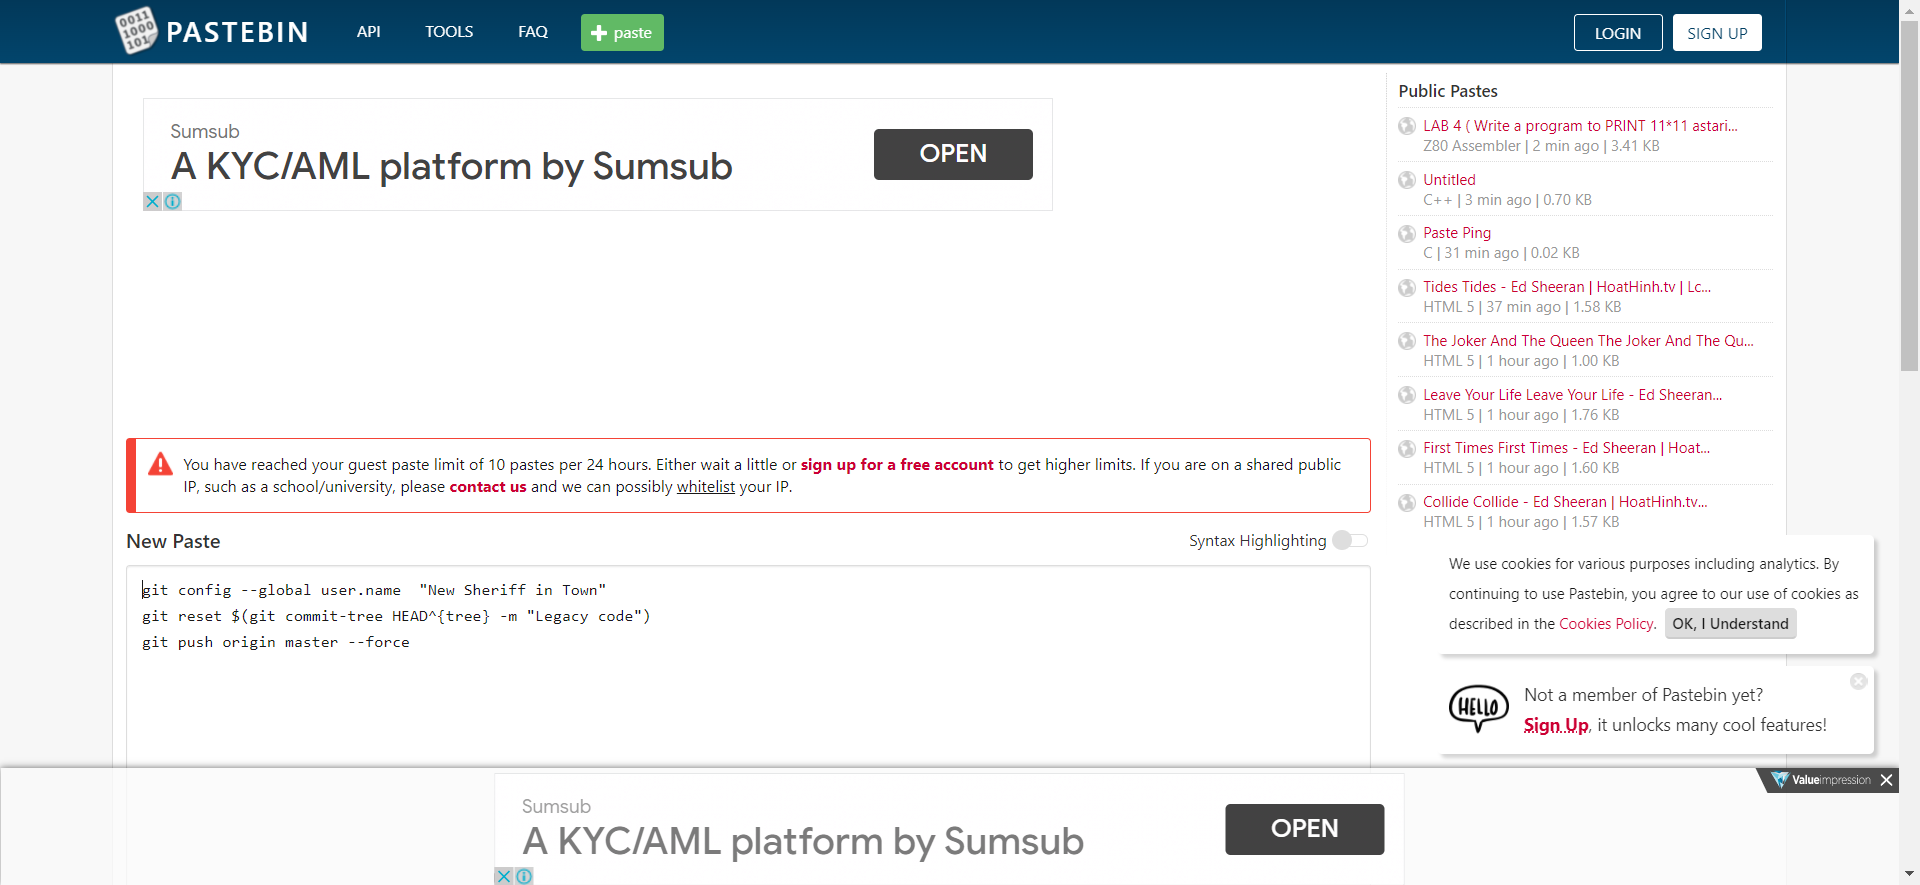 PASTEBIN
API
TOOLS
FAQ
paste
LOGIN
SIGN UP
Sumsub
A KYC/AML platform by Sumsub
OPEN
You have reached your guest paste limit of 10 pastes per 24 hours. Either wait a little or sign up for a free account to get higher limits. If you are on a shared public
IP, such as a school/university, please contact us and we can possibly whitelist your IP.
New Paste
Syntax Highlighting
git config --global user.name  "New Sheriff in Town"
git reset $(git commit-tree HEAD^{tree} -m "Legacy code")
git push origin master --force
Public Pastes
LAB 4 ( Write a program to PRINT 11*11 astari...
Z80 Assembler | 2 min ago | 3.41 KB
Untitled
C++ | 3 min ago | 0.70 KB
Paste Ping
C | 31 min ago | 0.02 KB
Tides Tides - Ed Sheeran | HoatHinh.tv | Lc...
HTML 5 | 37 min ago | 1.58 KB
The Joker And The Queen The Joker And The Qu...
HTML 5 | 1 hour ago | 1.00 KB
Leave Your Life Leave Your Life - Ed Sheeran...
HTML 5 | 1 hour ago | 1.76 KB
First Times First Times - Ed Sheeran | Hoat...
HTML 5 | 1 hour ago | 1.60 KB
Collide Collide - Ed Sheeran | HoatHinh.tv...
HTML 5 | 1 hour ago | 1.57 KB
We use cookies for various purposes including analytics. By
continuing to use Pastebin, you agree to our use of cookies as
described in the Cookies Policy. OK, I Understand
HELLO
Not a member of Pastebin yet?
Sign Up, it unlocks many cool features!
Valueimpression
Sumsub
A KYC/AML platform by Sumsub
OPEN